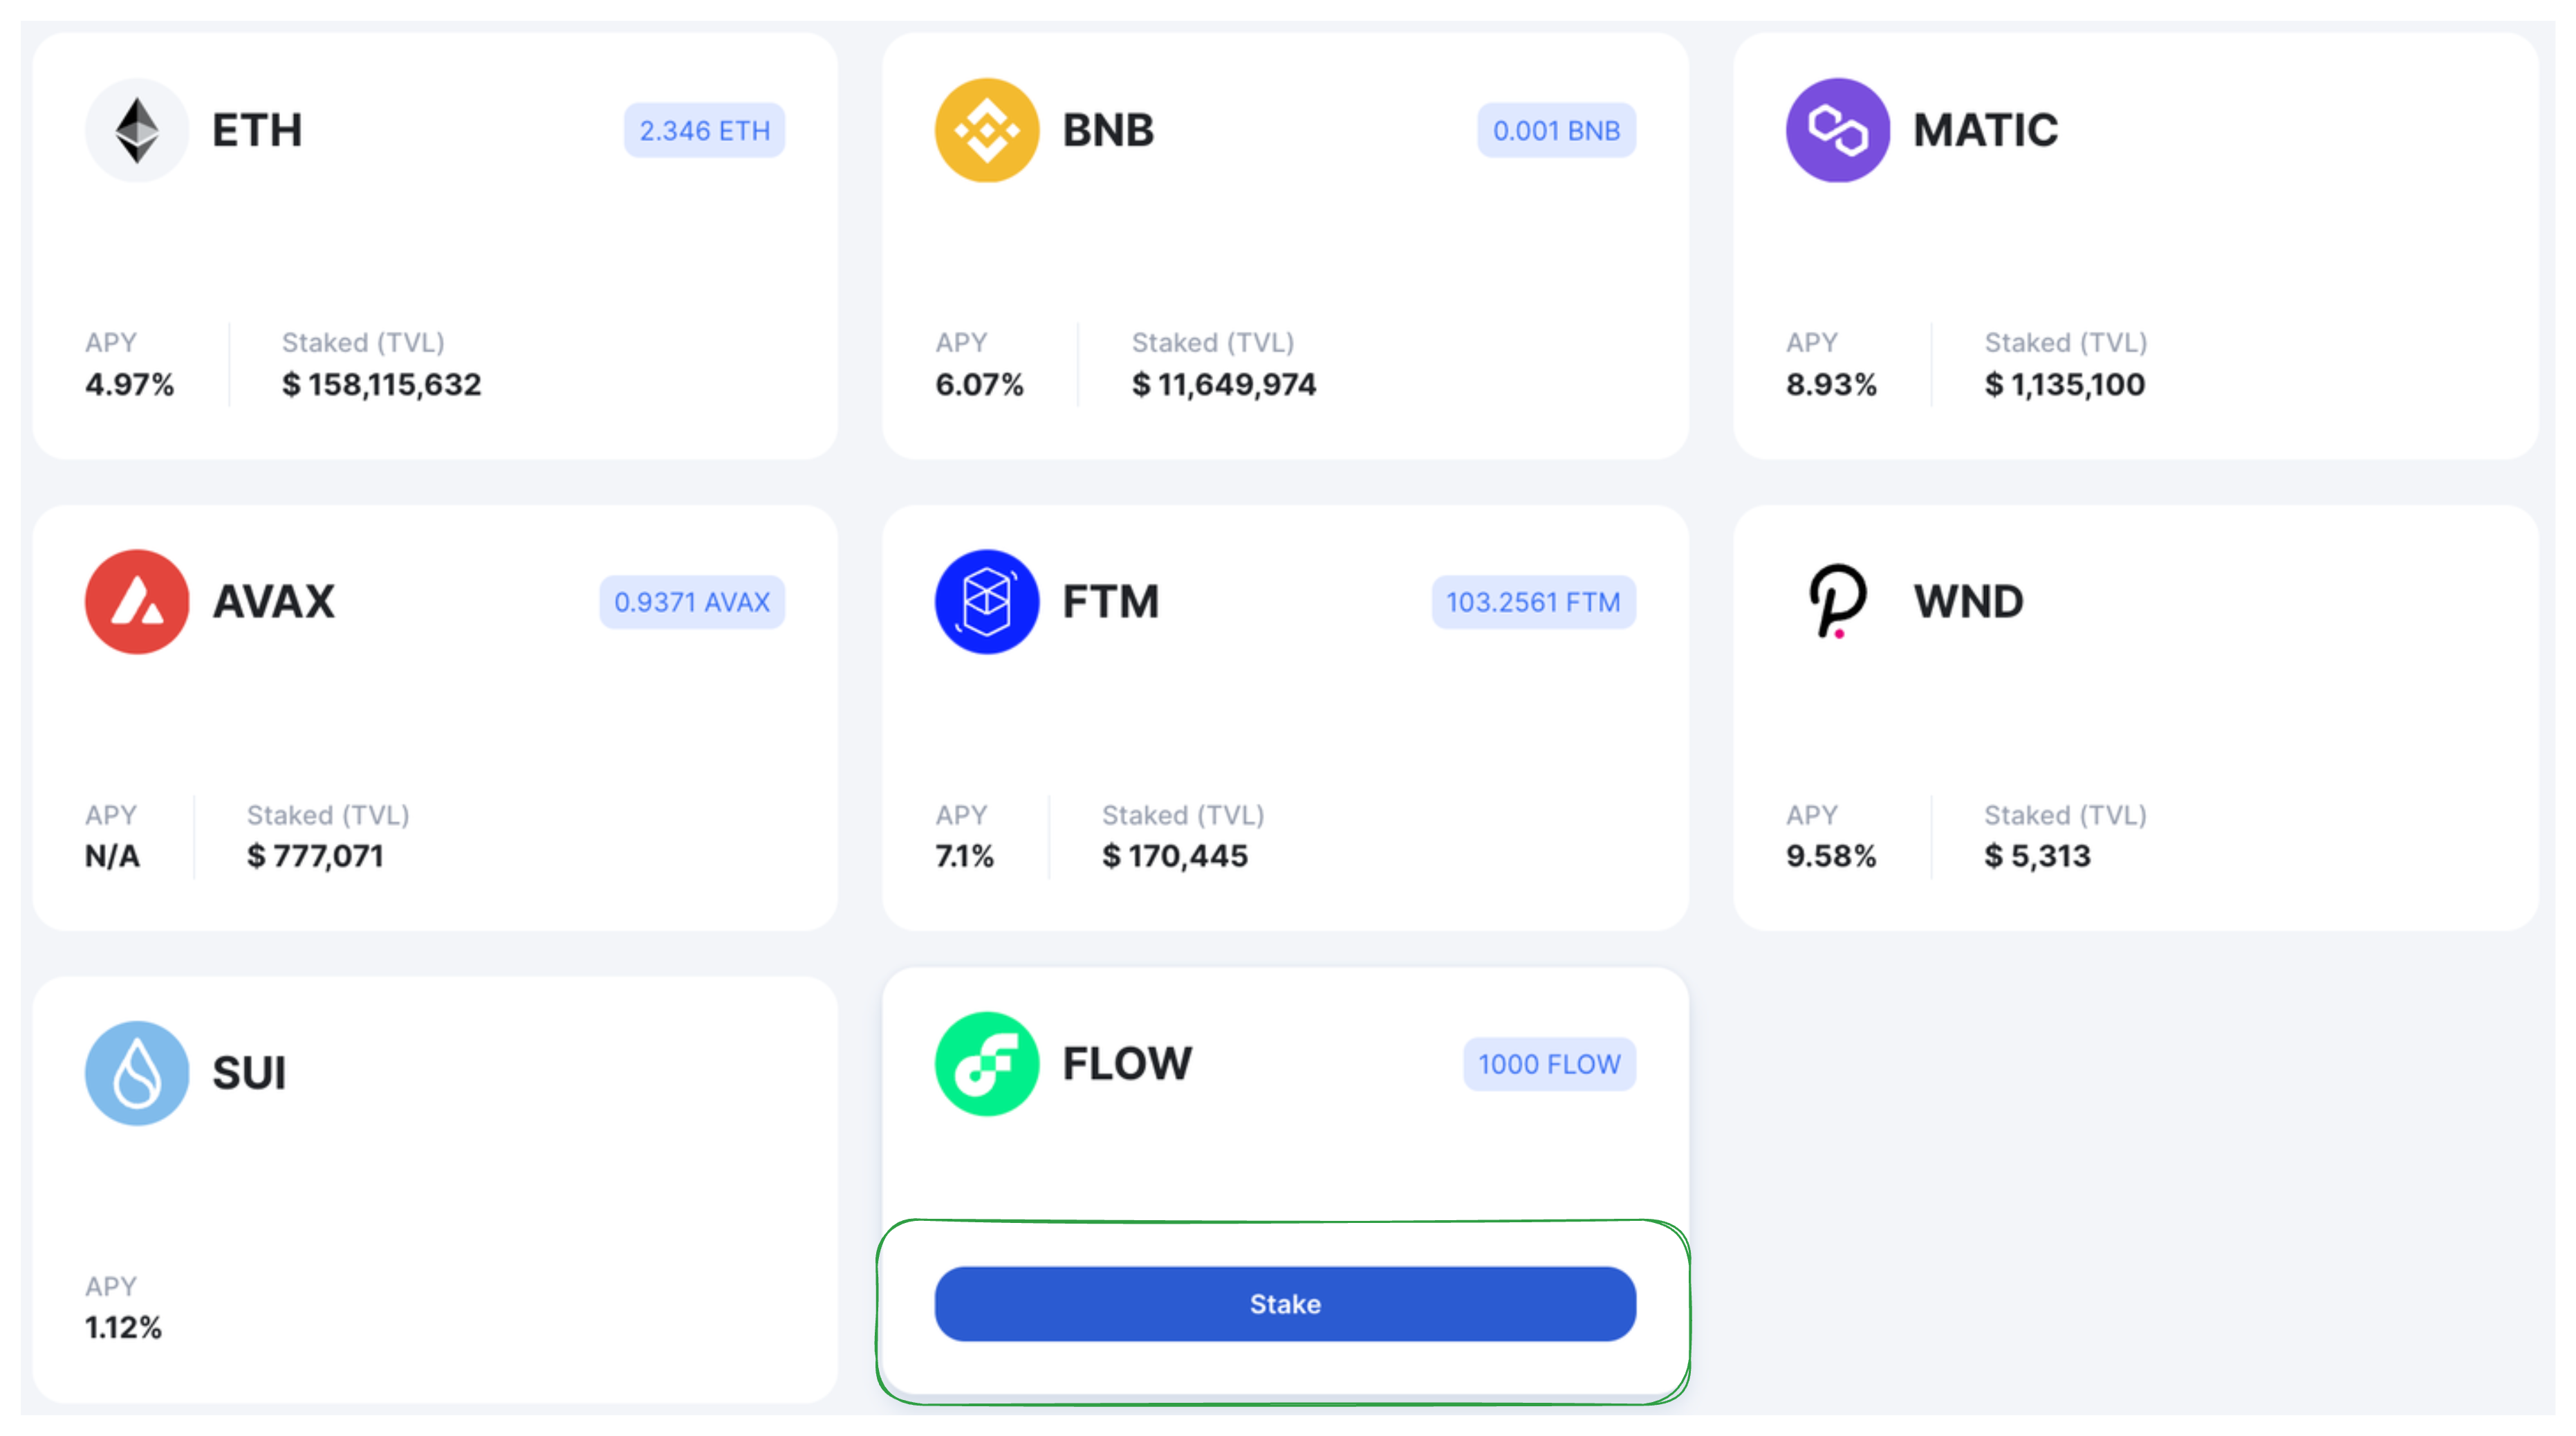 ETH
2.346 ETH
APY
4.97%
Staked (TVL)
$ 158,115,632
BNB
0.001 BNB
APY
6.07%
Staked (TVL)
$ 11,649,974
MATIC
APY
8.93%
Staked (TVL)
$ 1,135,100
AVAX
0.9371 AVAX
APY
N/A
Staked (TVL)
$ 777,071
FTM
103.2561 FTM
APY
7.1%
Staked (TVL)
$ 170,445
WND
APY
9.58%
Staked (TVL)
$ 5,313
SUI
APY
1.12%
FLOW
1000 FLOW
Stake